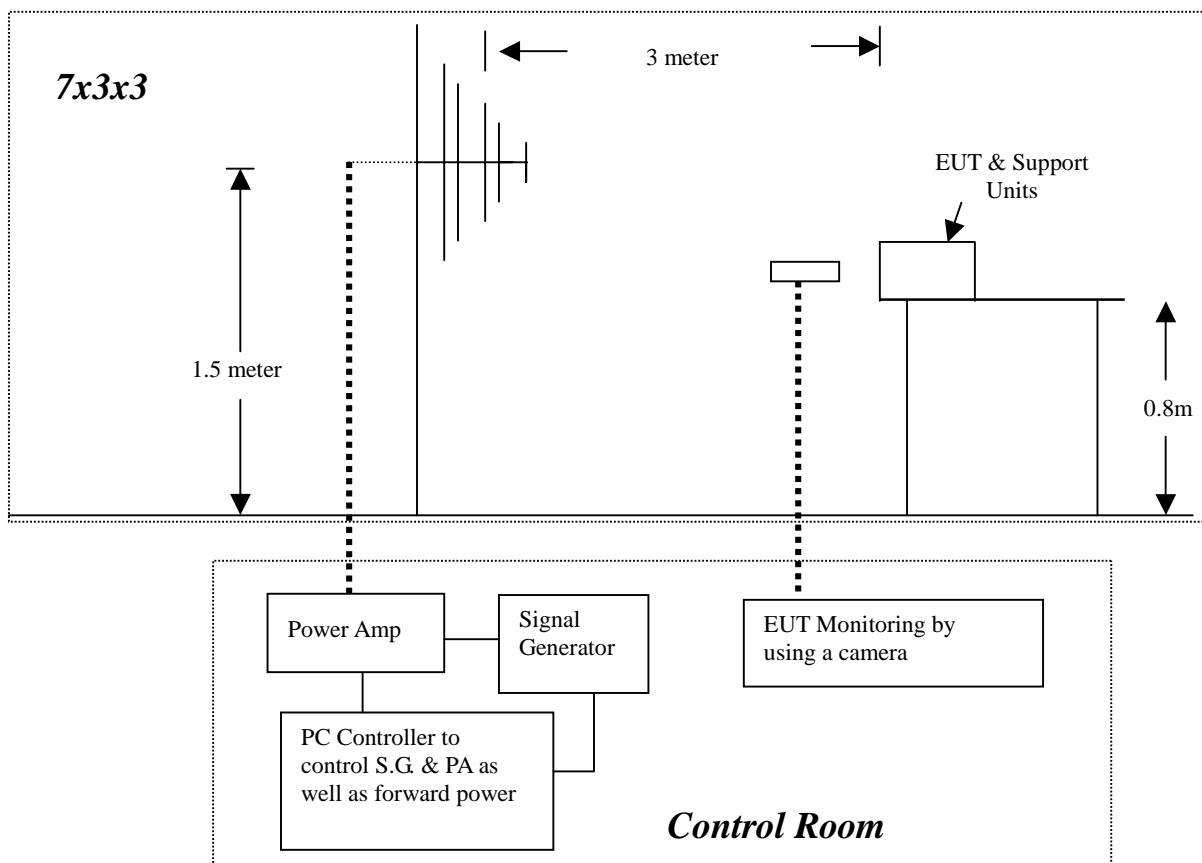 3 meter
7x3x3
EUT & Support
Units
1.5 meter
0.8m
Power Amp
Signal
Generator
EUT Monitoring by
using a camera
PC Controller to
control S.G. & PA as
well as forward power
Control Room